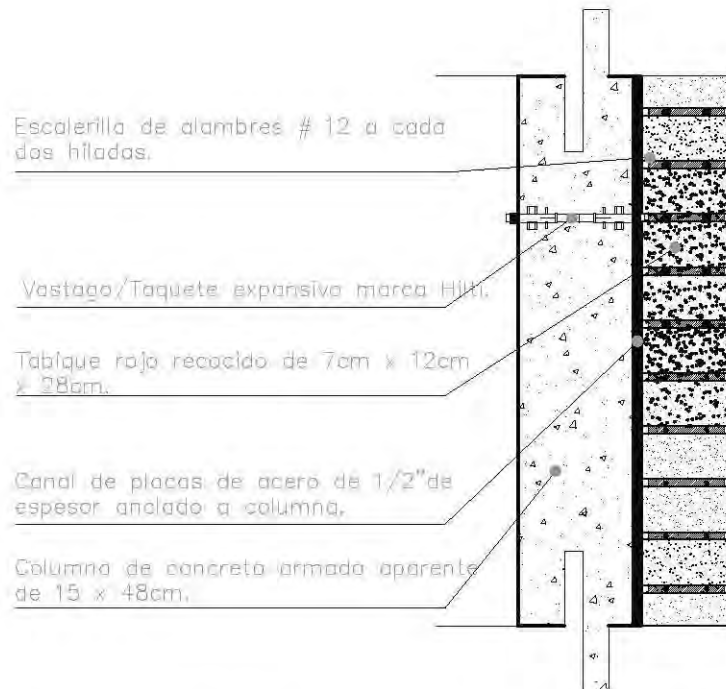 Escalerilla de alambres # 12 a cada
dos hiladas.
Vastago/Taquete expansivo marca Hilti.
Tabique rojo recocido de 7cm x 12cm
x 28cm.
Canal de placas de acero de 1/2"de
espesor anclado a columna.
Columna de concreto armado aparente
de 15 x 48cm.